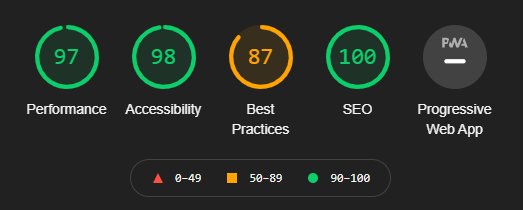 97
98
87
100
PWA
Performance
Accessibility
Best
Practices
SEO
Progressive
Web App
0–49
50–89
90–100